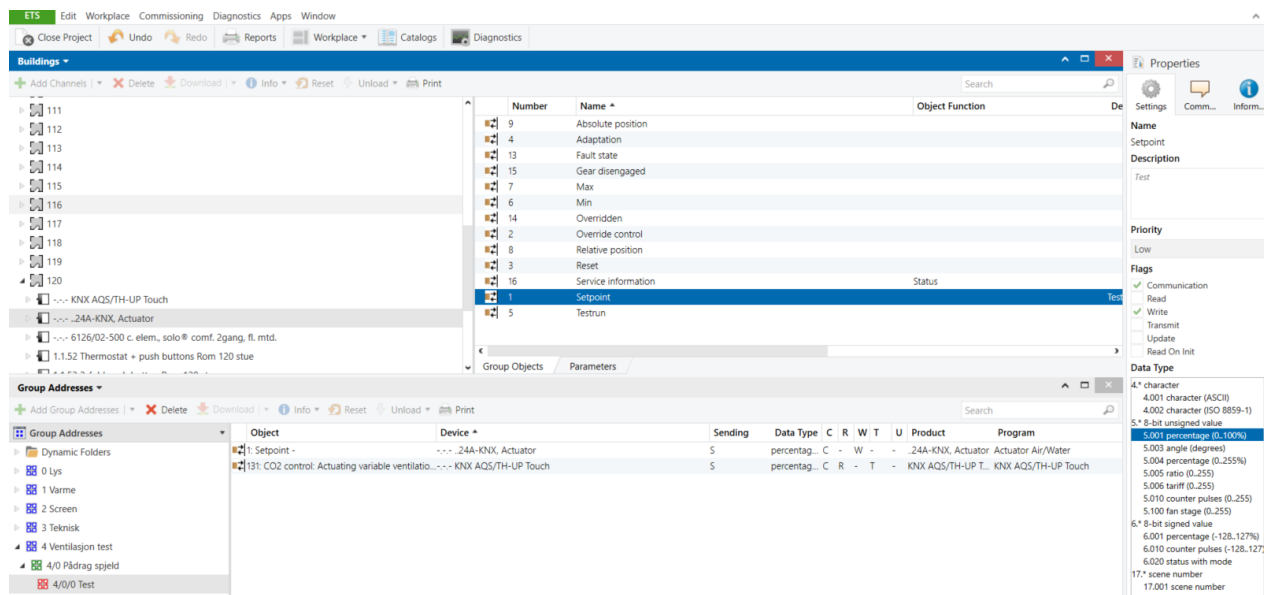 ETS Edit Workplace Commissioning Diagnostics Apps Window
Close Project Undo Redo Reports Workplace Catalogs Diagnostics
Buildings
Add Channels Delete Download Info Reset Unload Print Search
111
112
113
114
115
116
117
118
119
120
-.-.- KNX AQS/TH-UP Touch
-.-.- ..24A-KNX, Actuator
-.-.- 6126/02-500 c. elem., solo® comf. 2gang, fl. mtd.
1.1.52 Thermostat + push buttons Rom 120 stue
Number Name Object Function De
9 Absolute position
4 Adaptation
13 Fault state
15 Gear disengaged
7 Max
6 Min
14 Overridden
2 Override control
8 Relative position
3 Reset
16 Service information Status
1 Setpoint Test
5 Testrun
Group Objects Parameters
Group Addresses
Add Group Addresses Delete Download Info Reset Unload Print Search
Group Addresses
Dynamic Folders
0 Lys
1 Varme
2 Screen
3 Teknisk
4 Ventilasjon test
4/0 Pådrag spjeld
4/0/0 Test
Object Device Sending Data Type C R W T U Product Program
1: Setpoint - -.-.- ..24A-KNX, Actuator S percentag... C - W - - ..24A-KNX, Actuator Actuator Air/Water
131: CO2 control: Actuating variable ventilatio... -.-.- KNX AQS/TH-UP Touch S percentag... C R - T - KNX AQS/TH-UP T... KNX AQS/TH-UP Touch
Properties
Settings Comm... Inform...
Name
Setpoint
Description
Test
Priority
Low
Flags
Communication
Read
Write
Transmit
Update
Read On Init
Data Type
4.* character
4.001 character (ASCII)
4.002 character (ISO 8859-1)
5.* 8-bit unsigned value
5.001 percentage (0..100%)
5.003 angle (degrees)
5.004 percentage (0..255%)
5.005 ratio (0..255)
5.006 tariff (0..255)
5.010 counter pulses (0..255)
5.100 fan stage (0..255)
6.* 8-bit signed value
6.001 percentage (-128..127%)
6.010 counter pulses (-128..127)
6.020 status with mode
17.* scene number
17.001 scene number